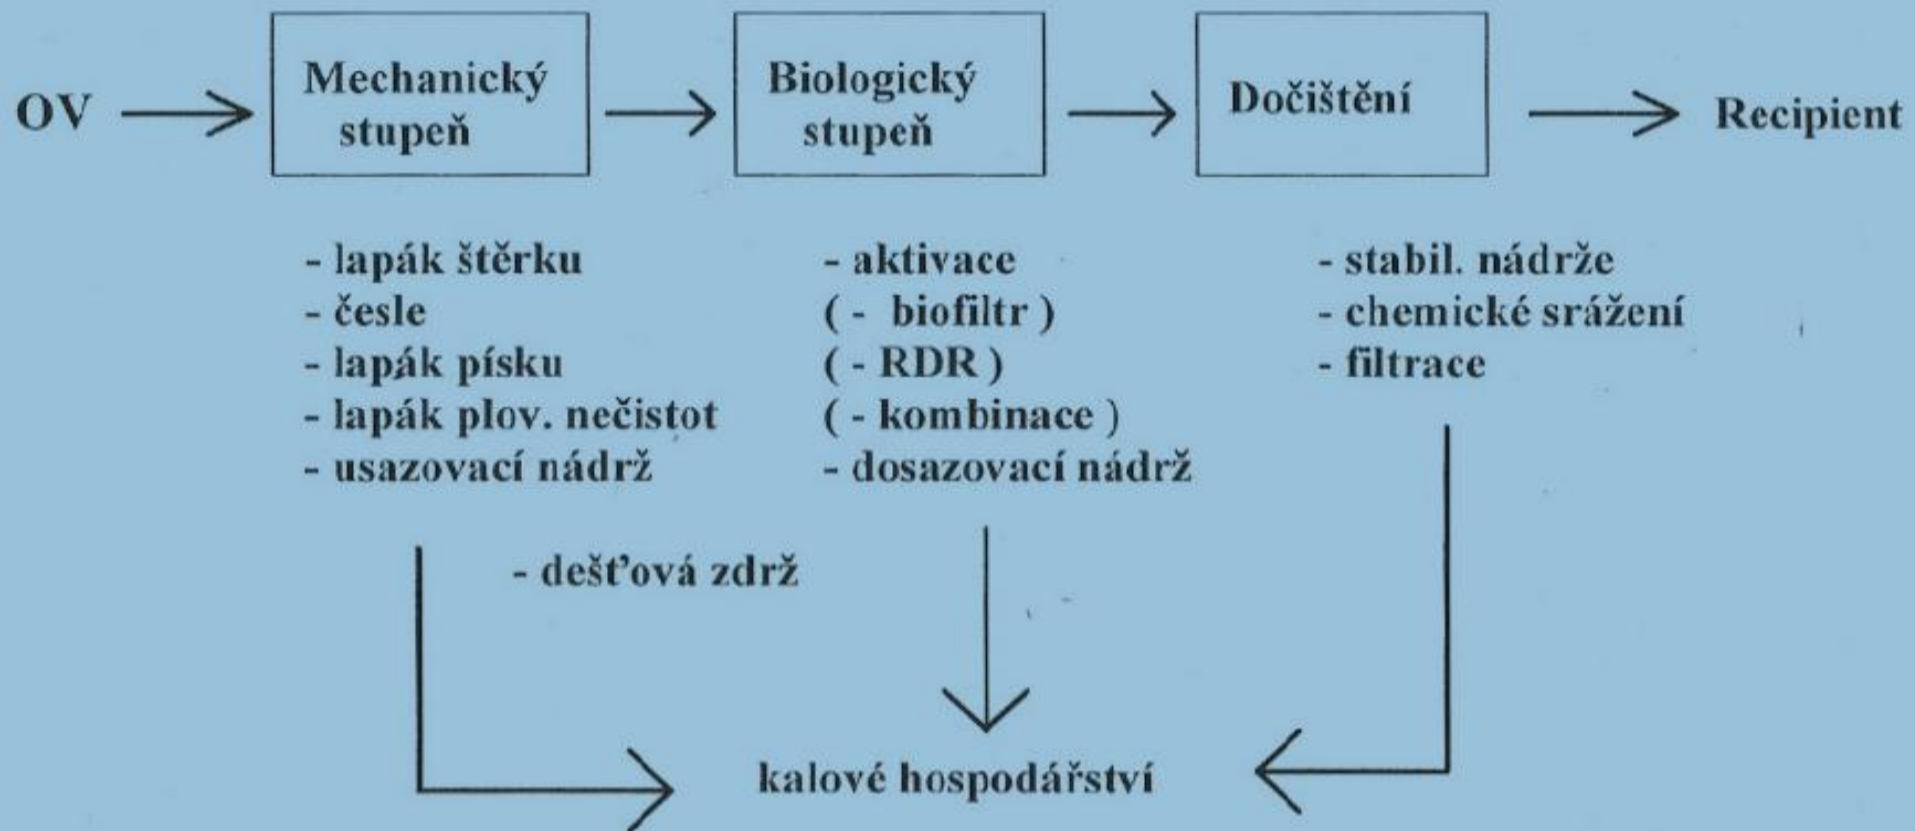 OV
Mechanický
stupeň
Biologický
stupeň
Dočištění
Recipient
- lapák štěrku
- česle
- lapák písku
- lapák plov. nečistot
- usazovací nádrž
- aktivace
( - biofiltr )
( - RDR )
( - kombinace )
- dosazovací nádrž
- stabil. nádrže
- chemické srážení
- filtrace
- dešťová zdrž
kalové hospodářství